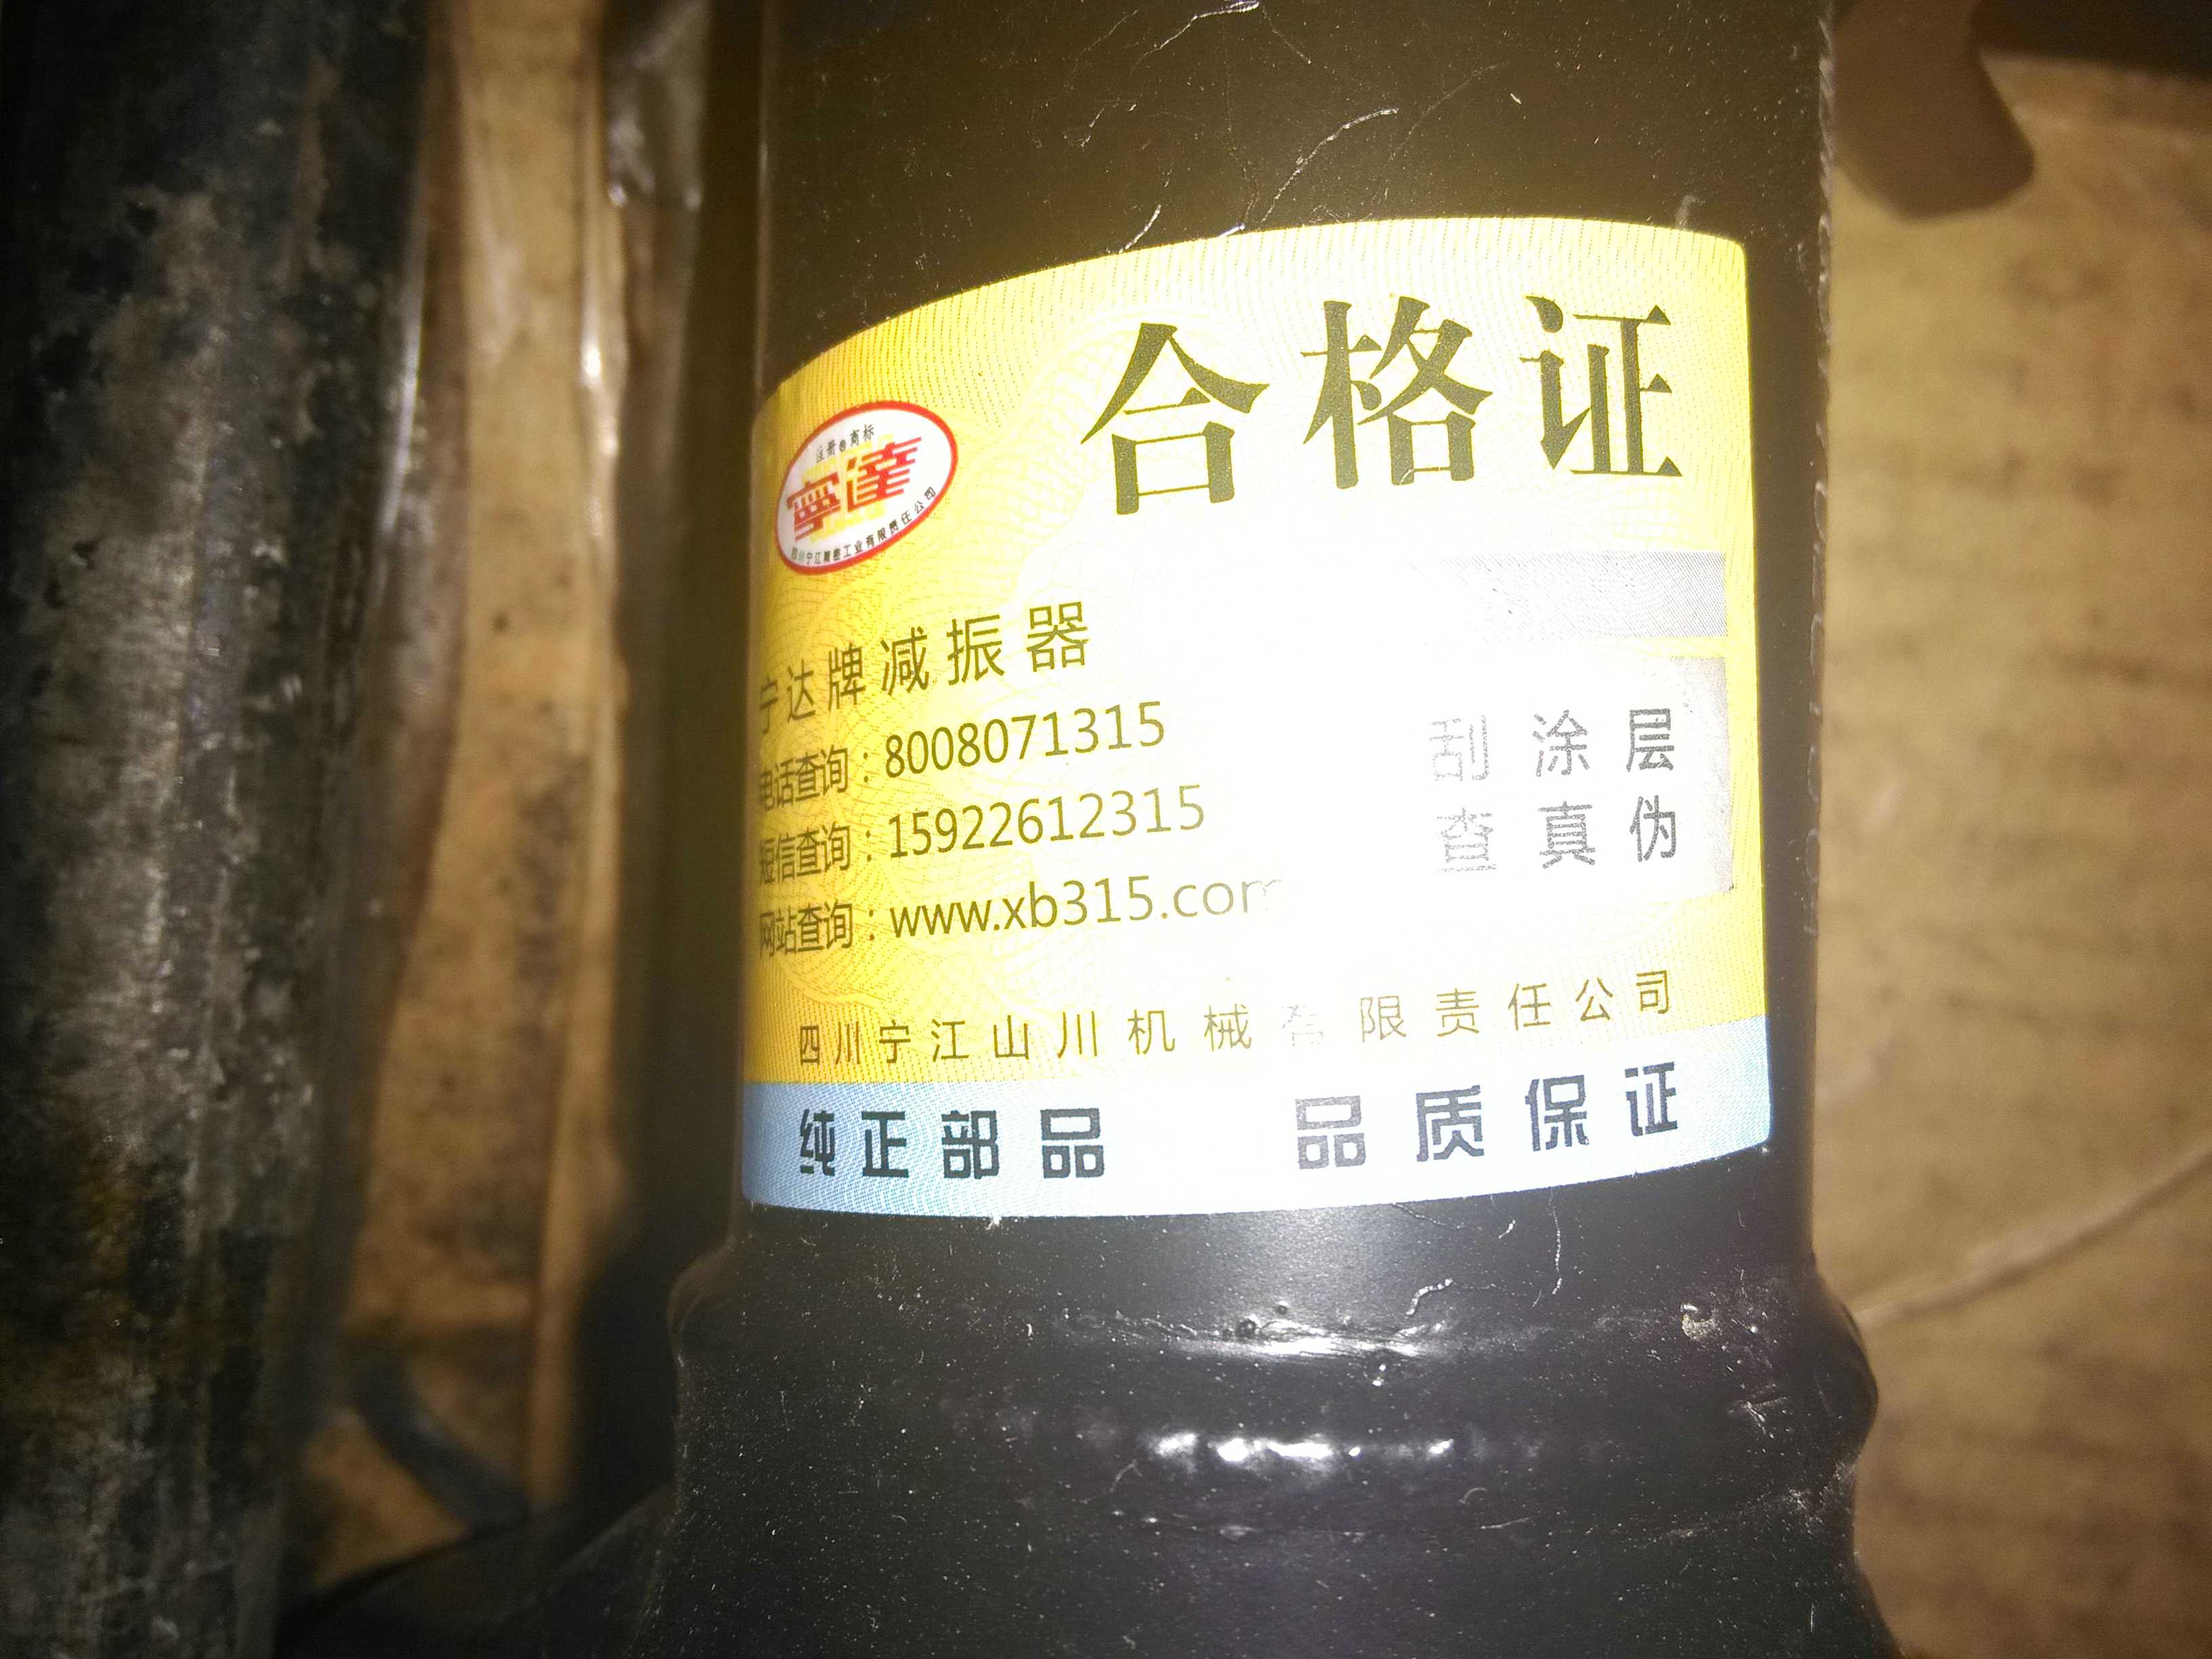 合格证
注册®商标
寧達
四川宁江精密工业有限责任公司
宁达牌减振器
电话查询：8008071315
短信查询：15922612315
网站查询：www.xb315.com
刮涂层
查真伪
四川宁江山川机械有限责任公司
纯正部品 品质保证